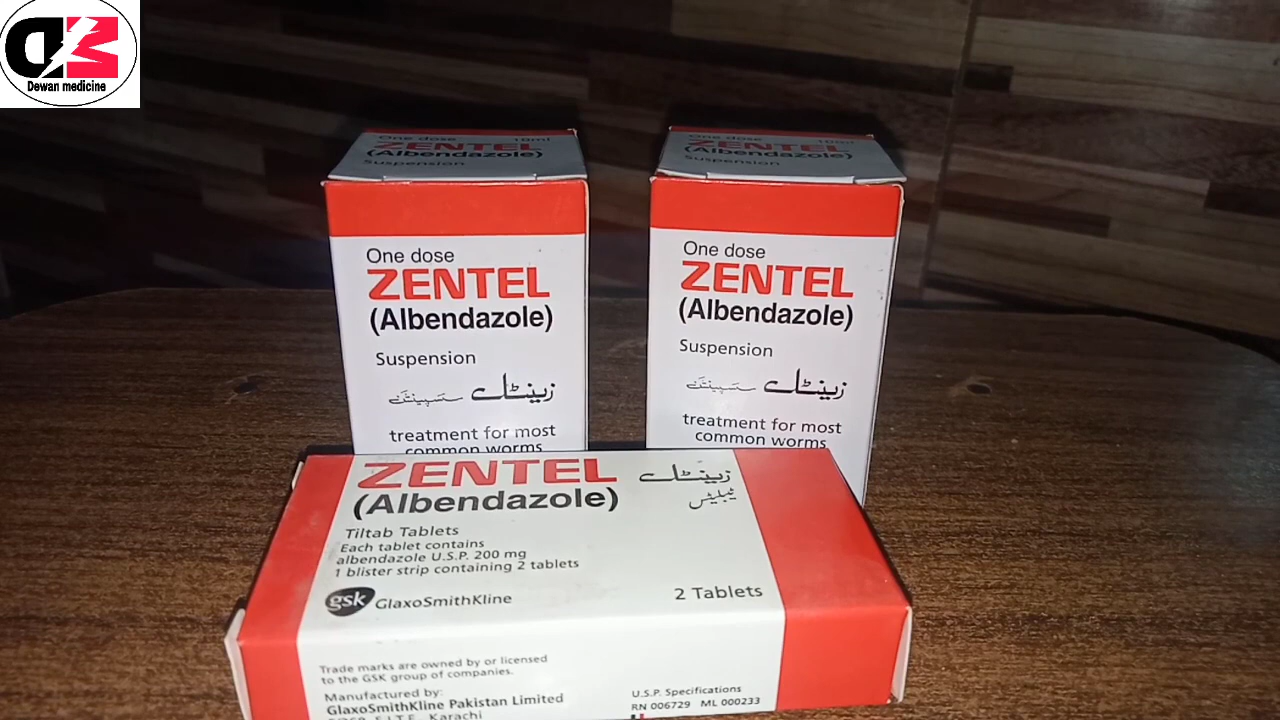 Dewan medicine
One dose 10ml
ZENTEL
(Albendazole)
Suspension
One dose
ZENTEL
(Albendazole)
Suspension
زینٹل سسپینشن
treatment for most
common worms
One dose 10ml
ZENTEL
(Albendazole)
Suspension
One dose
ZENTEL
(Albendazole)
Suspension
زینٹل سسپینشن
treatment for most
common worms
ZENTEL زینٹل
(Albendazole) ٹیبلیٹس
Tiltab Tablets
Each tablet contains
albendazole U.S.P. 200 mg
1 blister strip containing 2 tablets
gsk GlaxoSmithKline
2 Tablets
Trade marks are owned by or licensed
to the GSK group of companies.
Manufactured by:
GlaxoSmithKline Pakistan Limited
S.I.T.E., Karachi
U.S.P. Specifications
RN 006729 ML 000233